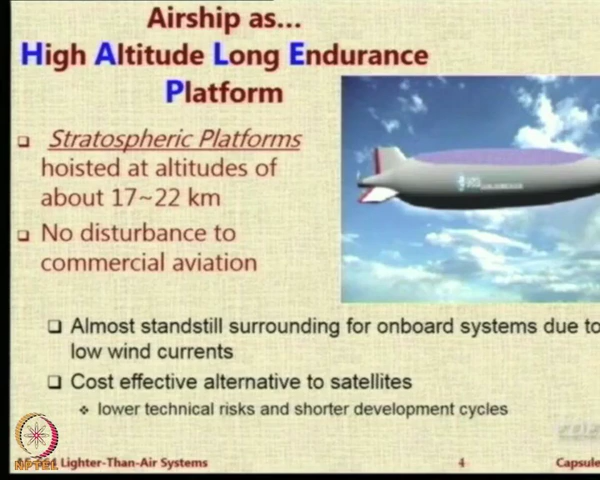 Airship as...
High Altitude Long Endurance
Platform
Stratospheric Platforms
hoisted at altitudes of
about 17~22 km
No disturbance to
commercial aviation
Almost standstill surrounding for onboard systems due to
low wind currents
Cost effective alternative to satellites
lower technical risks and shorter development cycles
NPTEL
Lighter-Than-Air Systems
4
Capsule